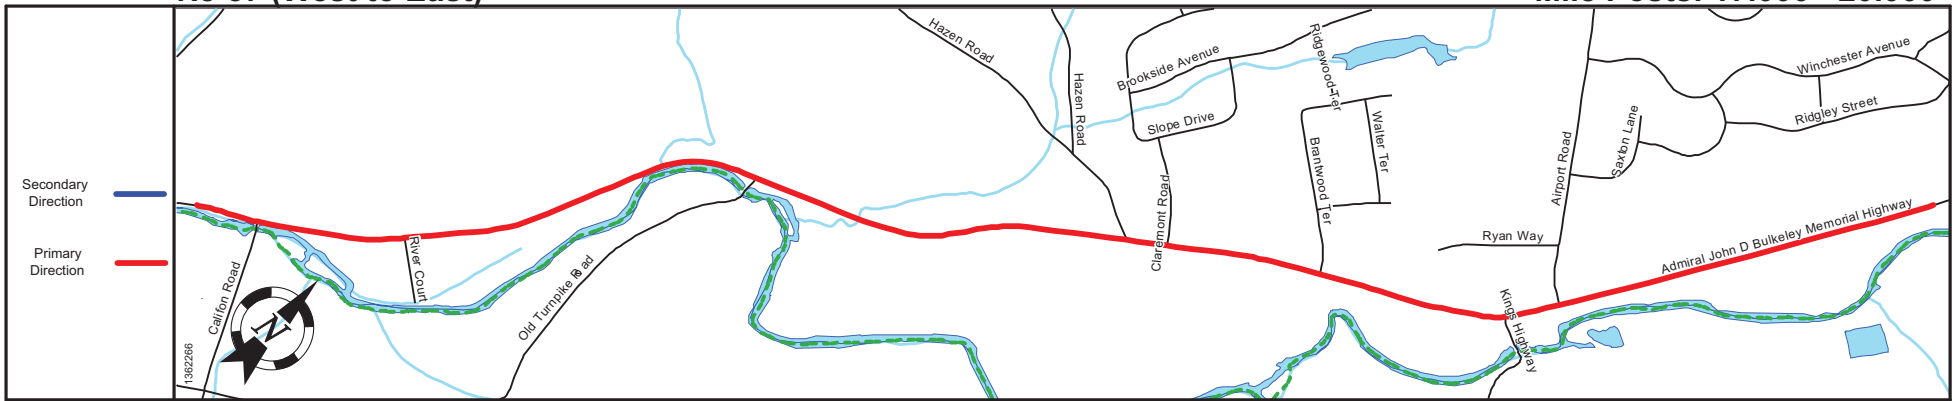 Secondary
Direction
Primary
Direction
Hazen Road
Hazen Road
Brookside Avenue
Slope Drive
Ridgewood Ter
Walter Ter
Brantwood Ter
Claremont Road
Airport Road
Saxton Lane
Winchester Avenue
Ridgley Street
Ryan Way
Admiral John D Bulkeley Memorial Highway
Kings Highway
River Court
Old Turnpike Road
Califon Road
1362266
N